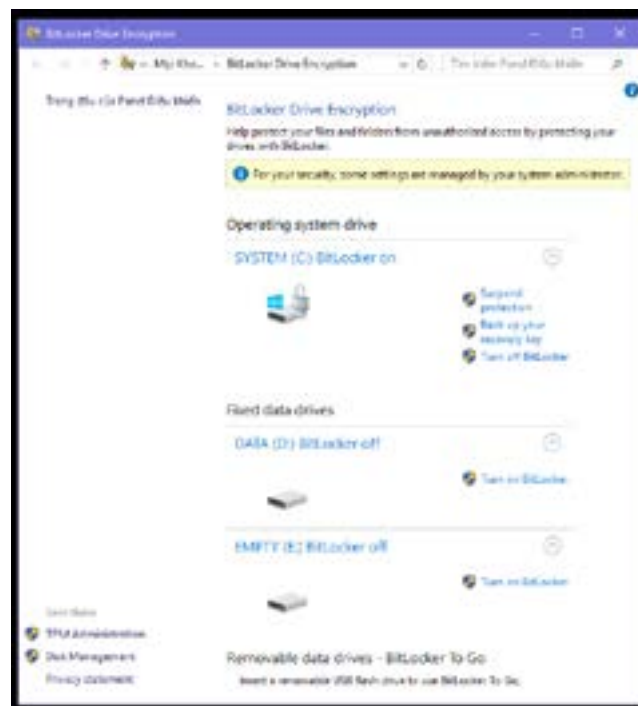 BitLocker Drive Encryption
BitLocker Drive Encryption
BitLocker Drive Encryption
Help protect your files and folders from unauthorized access by protecting your
drives with BitLocker.
For your security, some settings are managed by your system administrator.
Operating system drive
SYSTEM (C:) BitLocker on
Suspend
protection
Back up your
recovery key
Turn off BitLocker
Fixed data drives
DATA (D:) BitLocker off
Turn on BitLocker
EMPTY (E:) BitLocker off
Turn on BitLocker
TPM Administration
Disk Management
Privacy statement
Removable data drives - BitLocker To Go
Insert a removable USB flash drive to use BitLocker To Go.